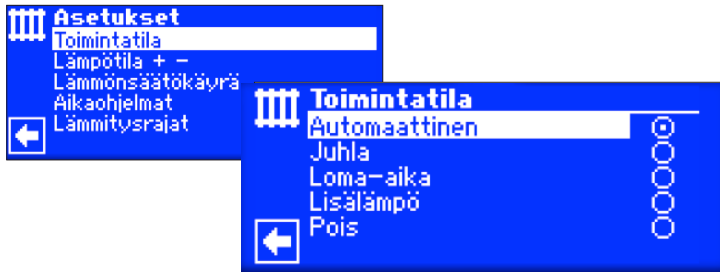 Asetukset
Toimintatila
Lämpötila + -
Lämmönsäätökäyrä
Aikaohjelmat
Lämmitysrajat
Toimintatila
Automaattinen
Juhla
Loma-aika
Lisälämpö
Pois